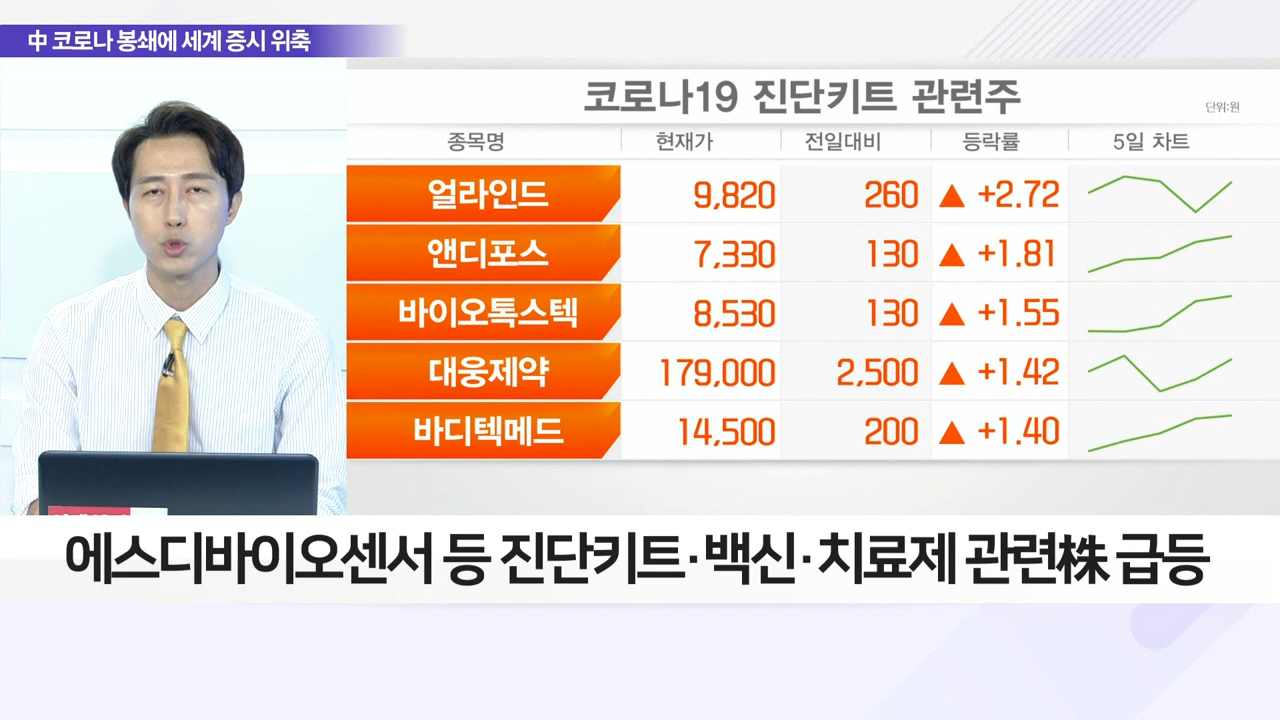 中 코로나 봉쇄에 세계 증시 위축
코로나19 진단키트 관련주
단위:원
종목명 현재가 전일대비 등락률 5일 차트
얼라인드 9,820 260 ▲ +2.72
앤디포스 7,330 130 ▲ +1.81
바이오톡스텍 8,530 130 ▲ +1.55
대웅제약 179,000 2,500 ▲ +1.42
바디텍메드 14,500 200 ▲ +1.40
에스디바이오센서 등 진단키트·백신·치료제 관련株 급등